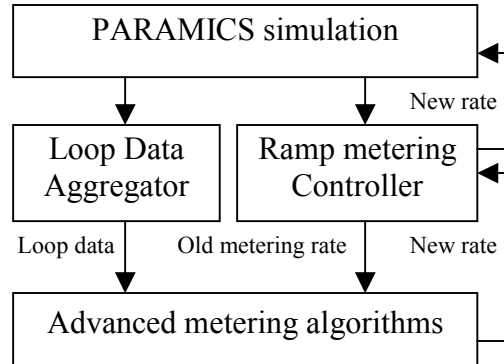 PARAMICS simulation
New rate
Loop Data
Aggregator
Ramp metering
Controller
Loop data
Old metering rate
New rate
Advanced metering algorithms